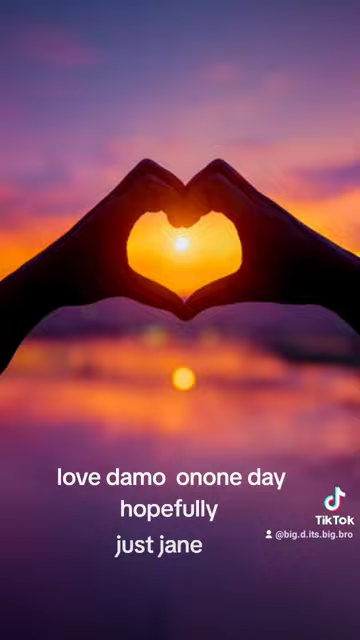 love damo  onone day
hopefully
just jane
TikTok
@big.d.its.big.bro